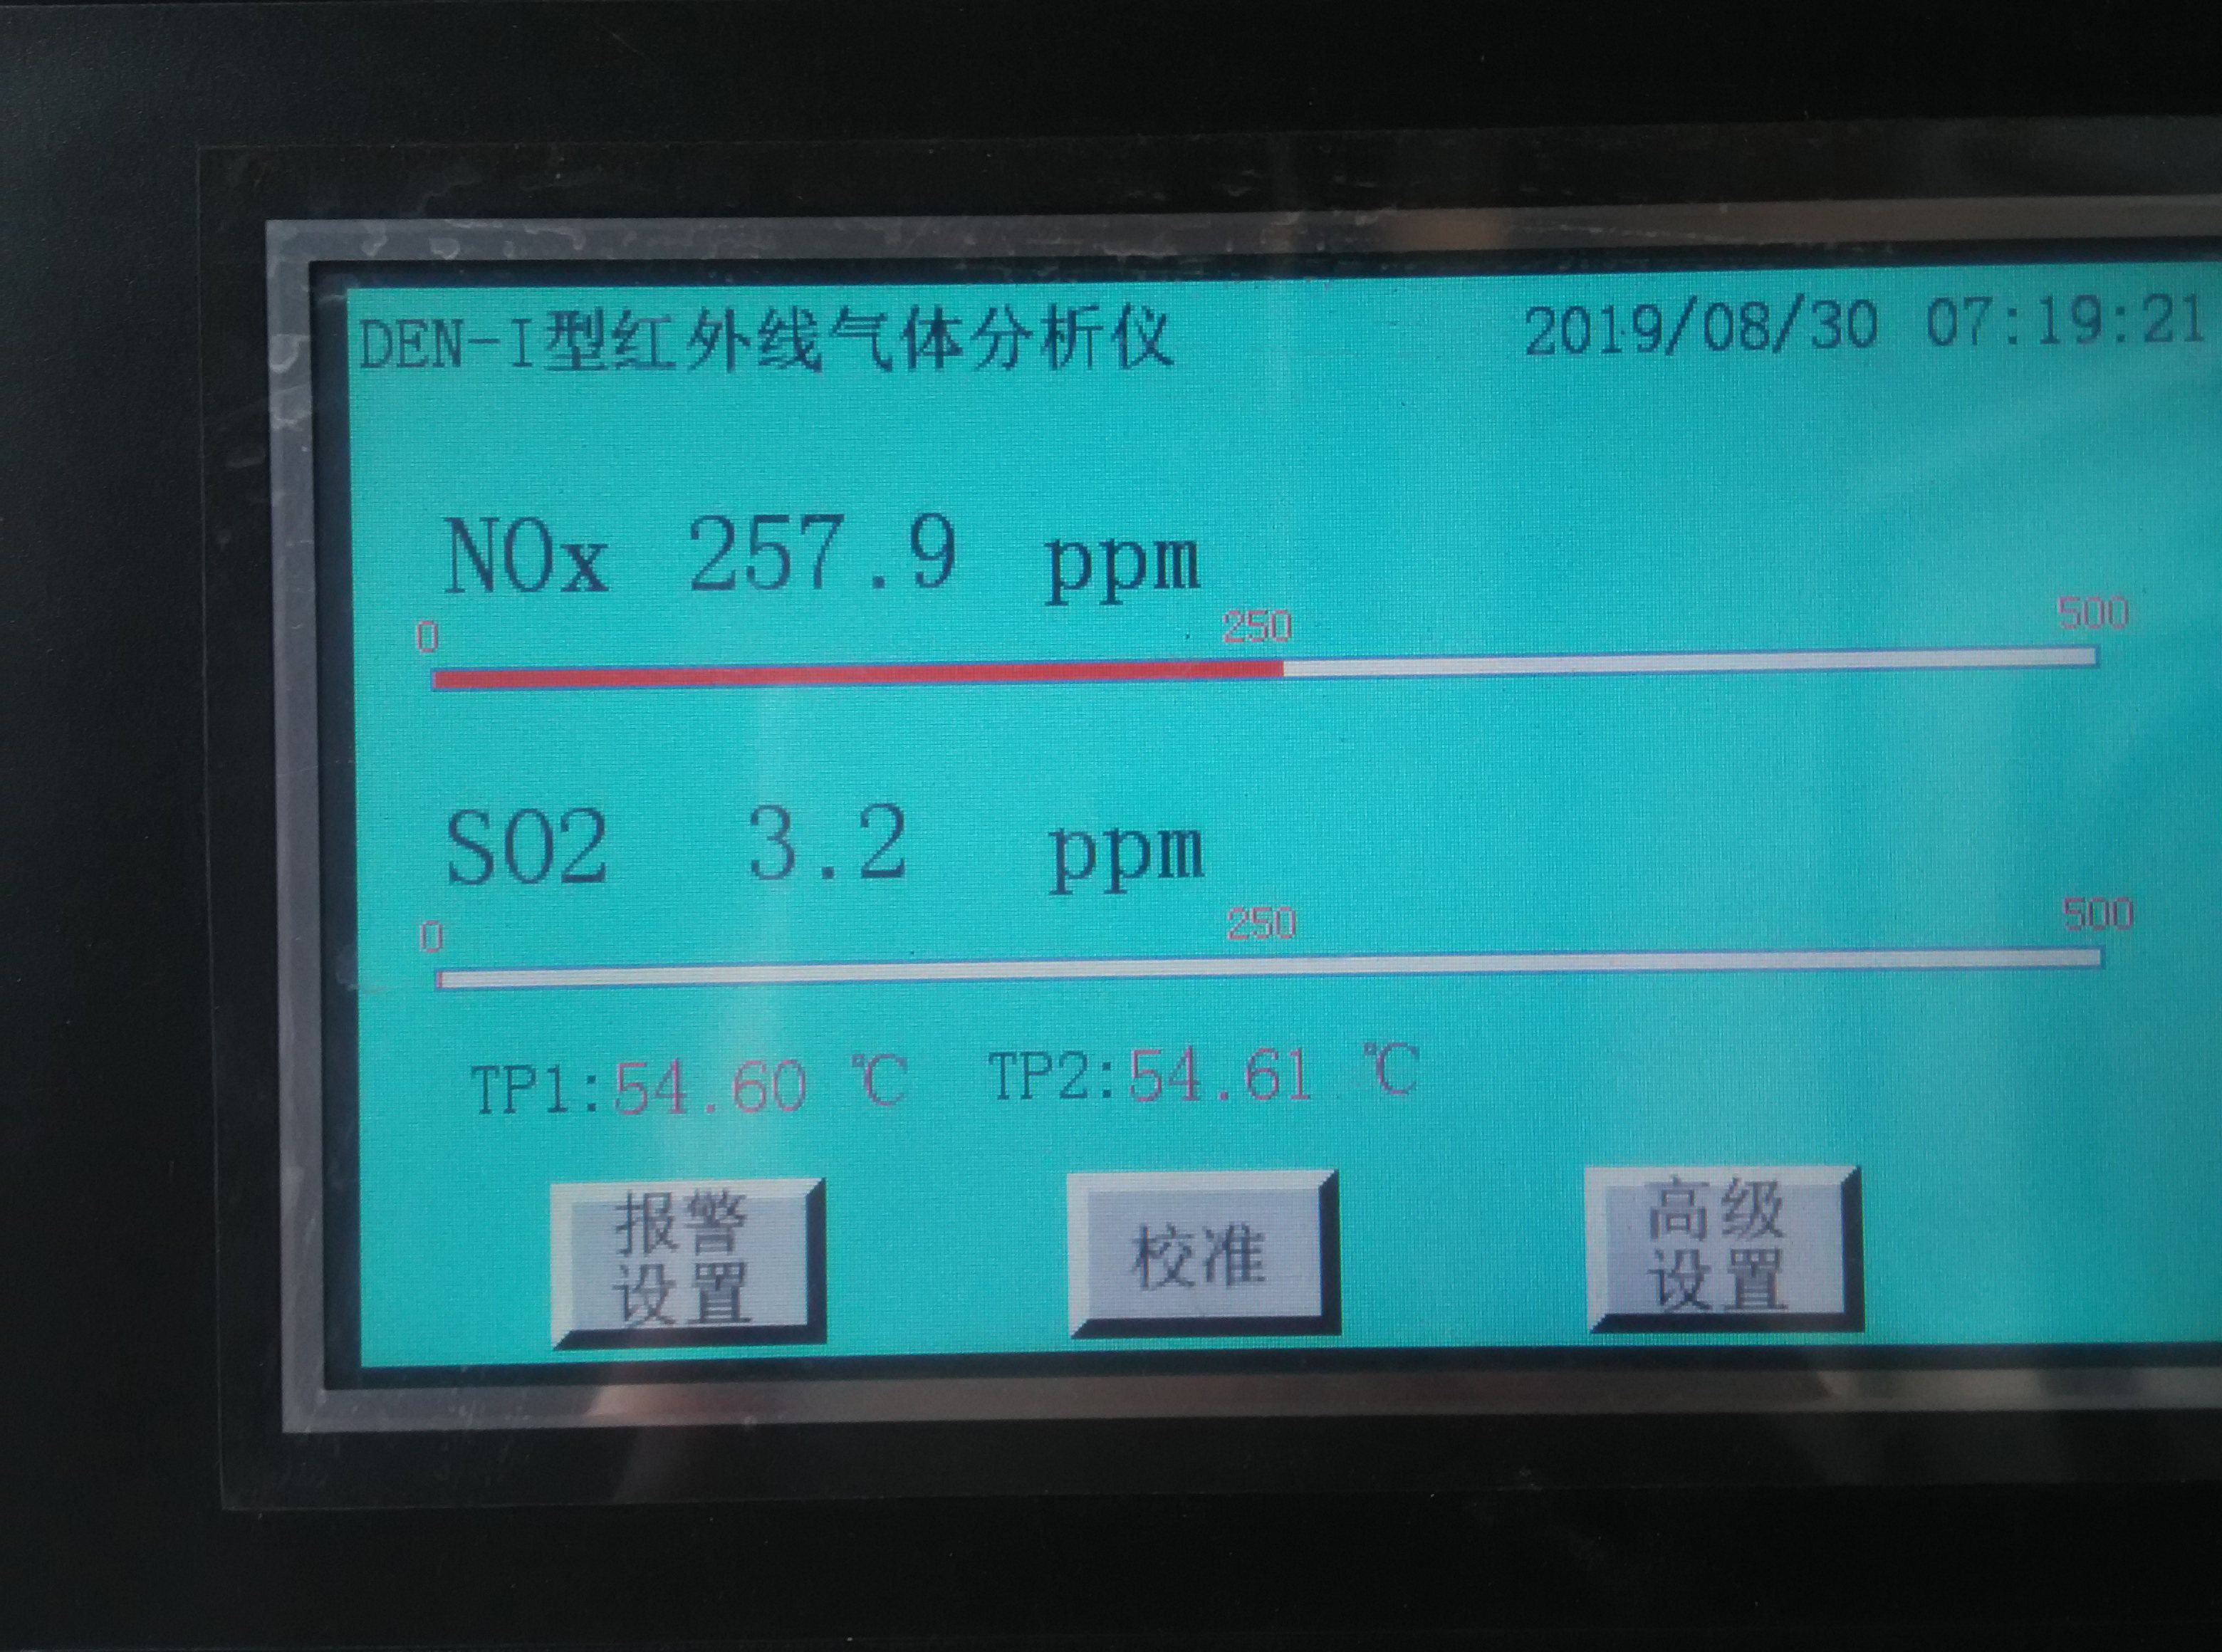 DEN-I型红外线气体分析仪 2019/08/30 07:19:21
NOx 257.9 ppm
0 250 500
SO2 3.2 ppm
0 250 500
TP1:54.60 ℃ TP2:54.61 ℃
报警
设置
校准
高级
设置